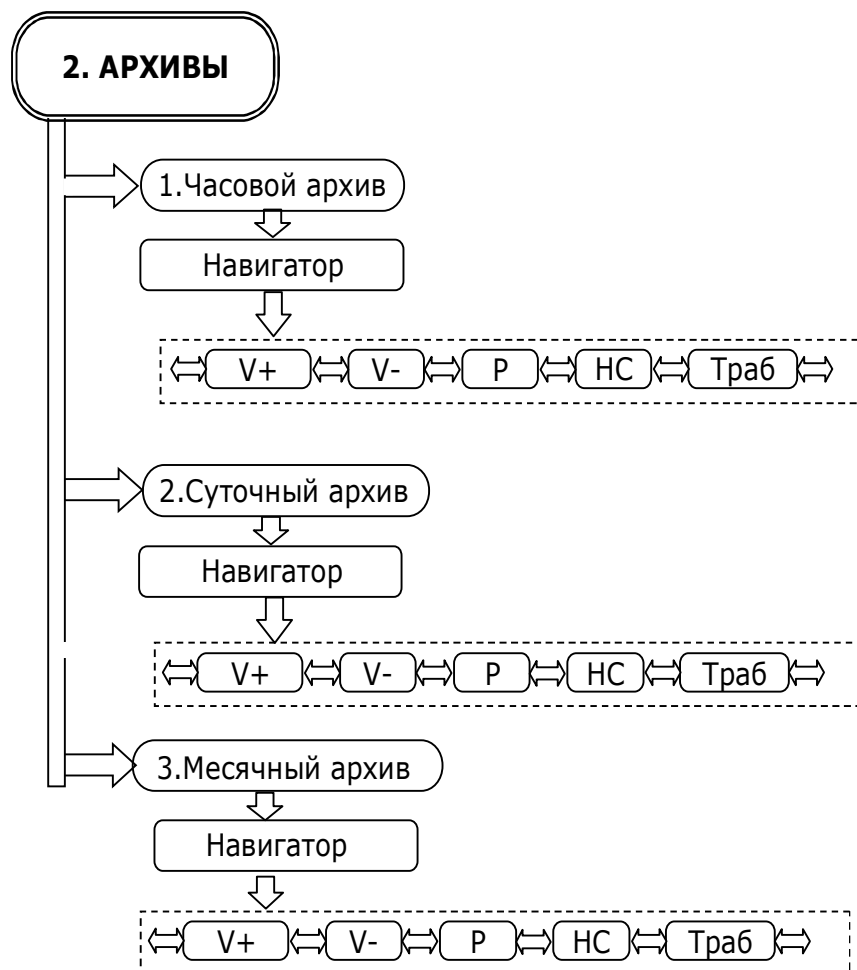 2. АРХИВЫ
1.Часовой архив
Навигатор
V+ V- P НС Траб
2.Суточный архив
Навигатор
V+ V- P НС Траб
3.Месячный архив
Навигатор
V+ V- P НС Траб